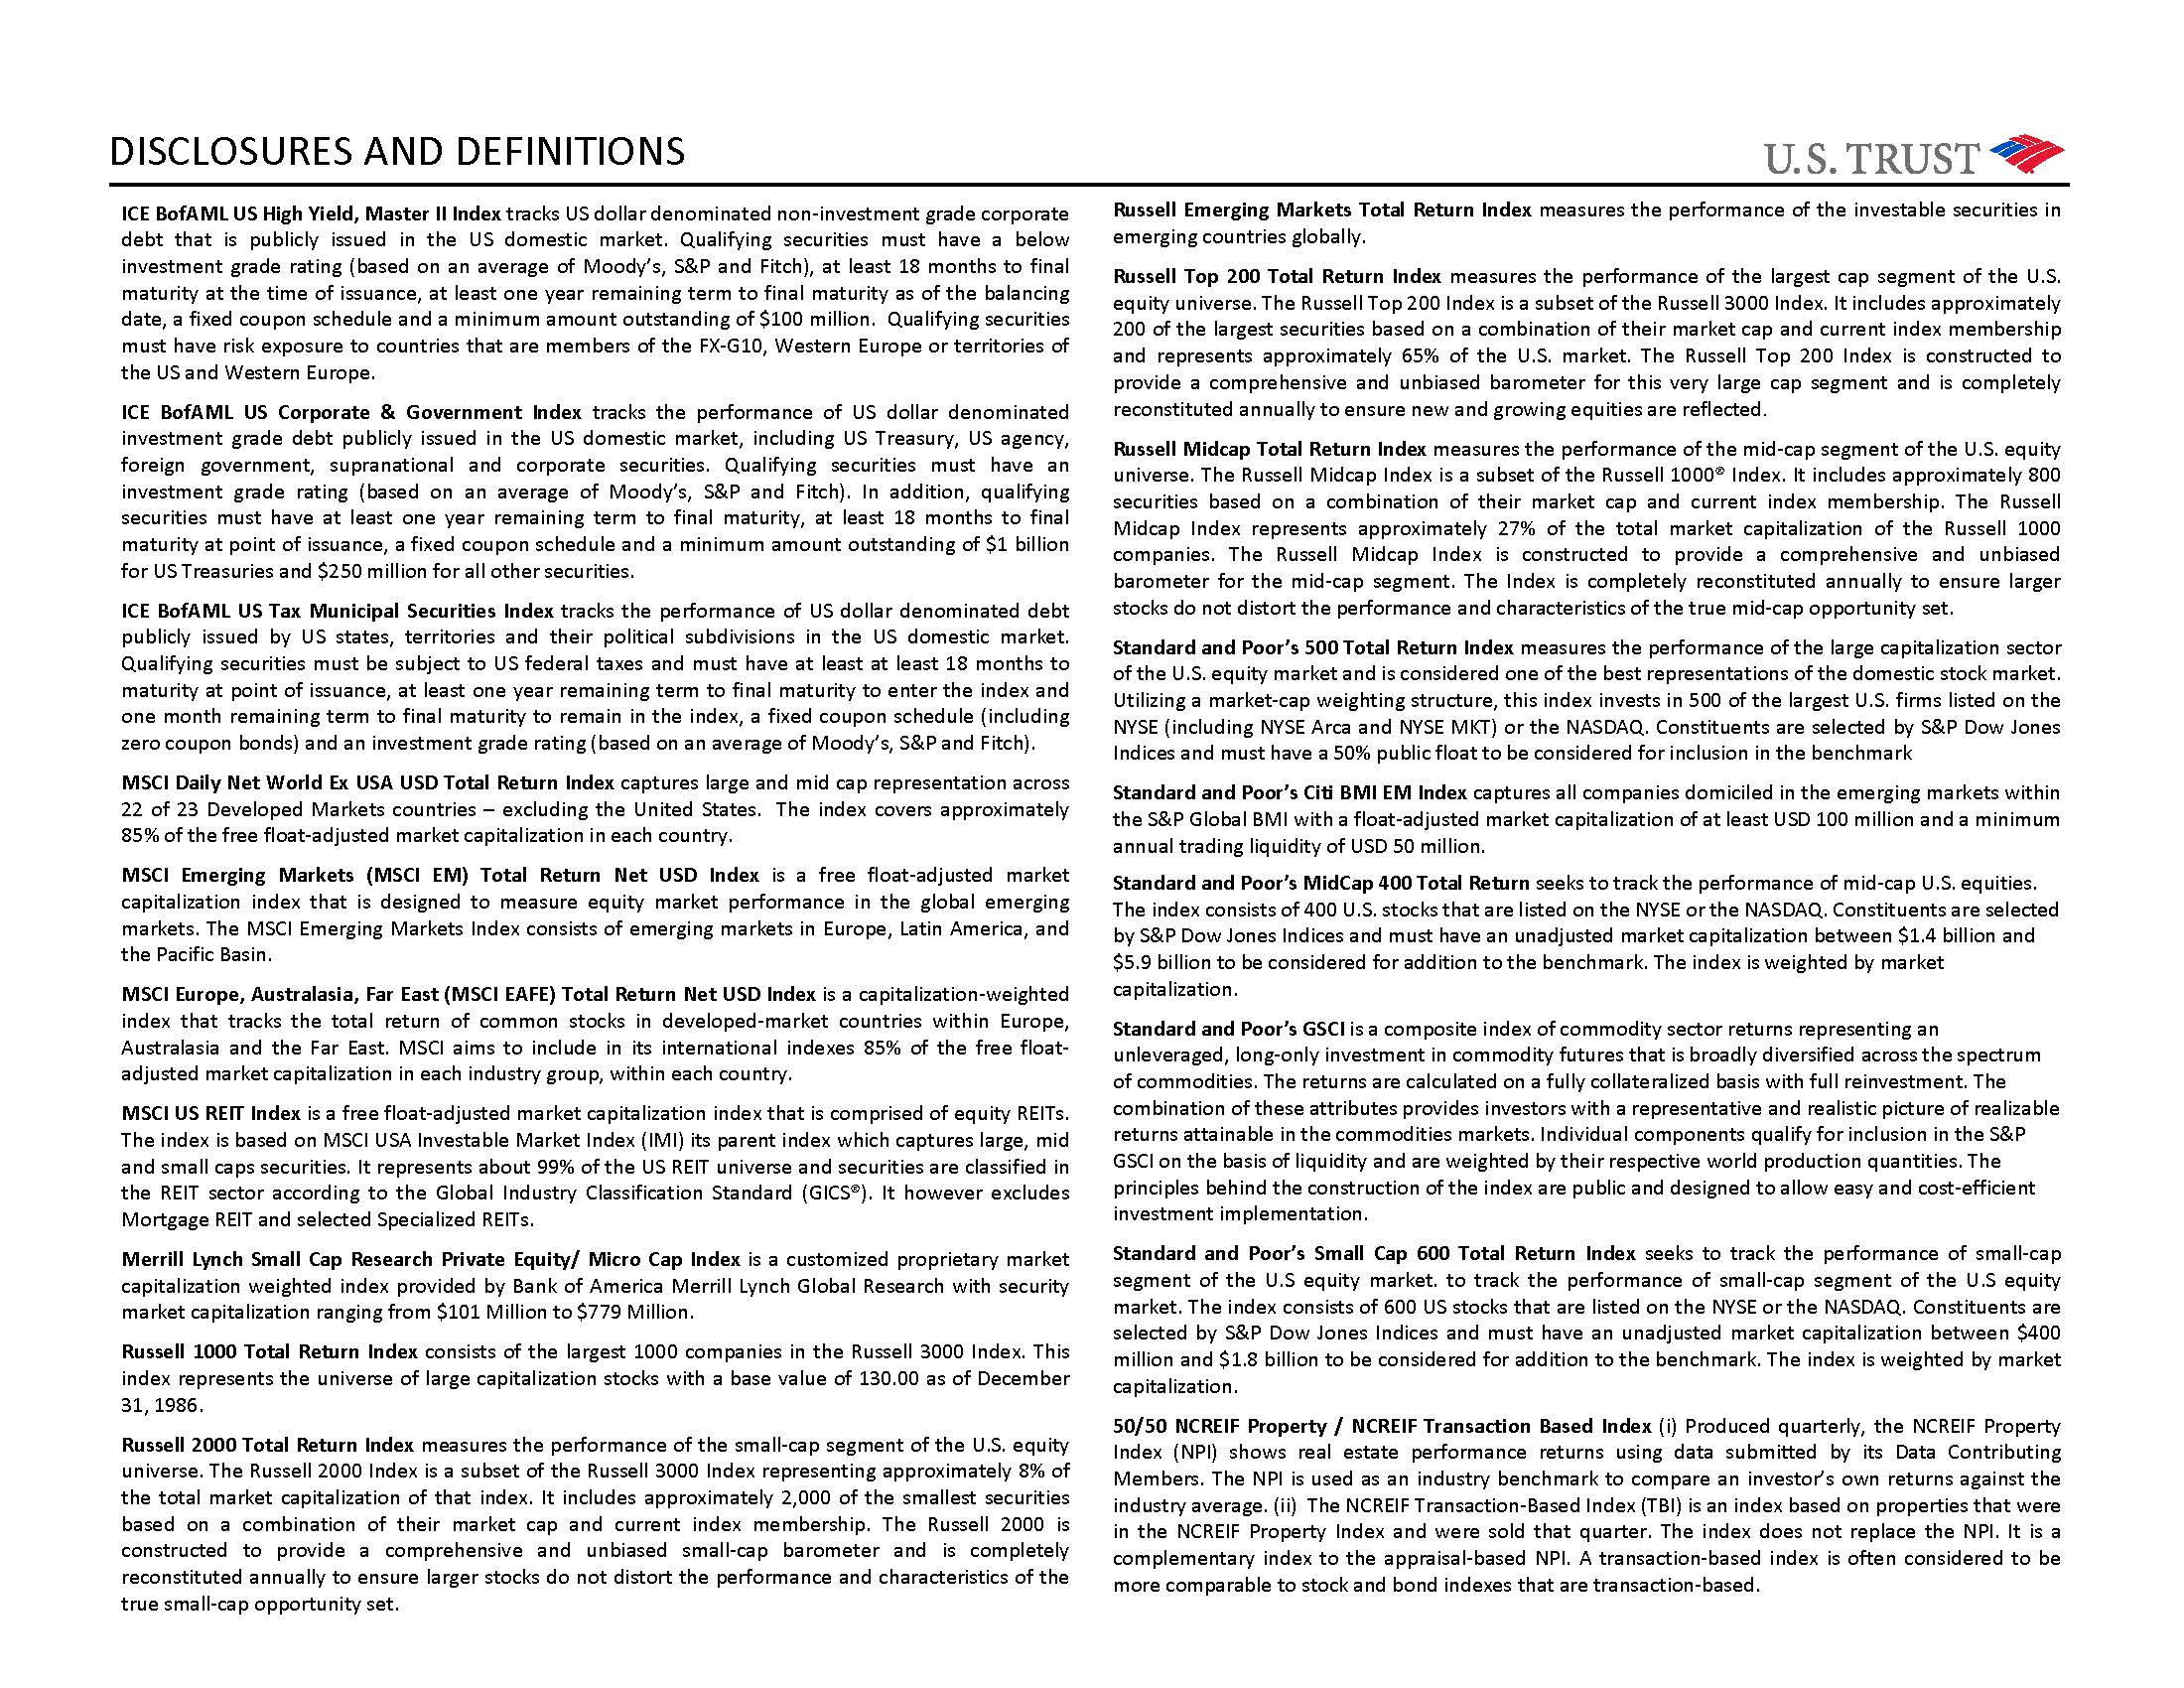 DISCLOSURES AND DEFINITIONS
U.S. TRUST
ICE BofAML US High Yield, Master II Index tracks US dollar denominated non-investment grade corporate
debt that is publicly issued in the US domestic market. Qualifying securities must have a below
investment grade rating (based on an average of Moody's, S&P and Fitch), at least 18 months to final
maturity at the time of issuance, at least one year remaining term to final maturity as of the balancing
date, a fixed coupon schedule and a minimum amount outstanding of $100 million.  Qualifying securities
must have risk exposure to countries that are members of the FX-G10, Western Europe or territories of
the US and Western Europe.
ICE BofAML US Corporate & Government Index tracks the performance of US dollar denominated
investment grade debt publicly issued in the US domestic market, including US Treasury, US agency,
foreign government, supranational and corporate securities. Qualifying securities must have an
investment grade rating (based on an average of Moody's, S&P and Fitch). In addition, qualifying
securities must have at least one year remaining term to final maturity, at least 18 months to final
maturity at point of issuance, a fixed coupon schedule and a minimum amount outstanding of $1 billion
for US Treasuries and $250 million for all other securities.
ICE BofAML US Tax Municipal Securities Index tracks the performance of US dollar denominated debt
publicly issued by US states, territories and their political subdivisions in the US domestic market.
Qualifying securities must be subject to US federal taxes and must have at least at least 18 months to
maturity at point of issuance, at least one year remaining term to final maturity to enter the index and
one month remaining term to final maturity to remain in the index, a fixed coupon schedule (including
zero coupon bonds) and an investment grade rating (based on an average of Moody's, S&P and Fitch).
MSCI Daily Net World Ex USA USD Total Return Index captures large and mid cap representation across
22 of 23 Developed Markets countries – excluding the United States.  The index covers approximately
85% of the free float-adjusted market capitalization in each country.
MSCI Emerging Markets (MSCI EM) Total Return Net USD Index is a free float-adjusted market
capitalization index that is designed to measure equity market performance in the global emerging
markets. The MSCI Emerging Markets Index consists of emerging markets in Europe, Latin America, and
the Pacific Basin.
MSCI Europe, Australasia, Far East (MSCI EAFE) Total Return Net USD Index is a capitalization-weighted
index that tracks the total return of common stocks in developed-market countries within Europe,
Australasia and the Far East. MSCI aims to include in its international indexes 85% of the free float-
adjusted market capitalization in each industry group, within each country.
MSCI US REIT Index is a free float-adjusted market capitalization index that is comprised of equity REITs.
The index is based on MSCI USA Investable Market Index (IMI) its parent index which captures large, mid
and small caps securities. It represents about 99% of the US REIT universe and securities are classified in
the REIT sector according to the Global Industry Classification Standard (GICS®). It however excludes
Mortgage REIT and selected Specialized REITs.
Merrill Lynch Small Cap Research Private Equity/ Micro Cap Index is a customized proprietary market
capitalization weighted index provided by Bank of America Merrill Lynch Global Research with security
market capitalization ranging from $101 Million to $779 Million.
Russell 1000 Total Return Index consists of the largest 1000 companies in the Russell 3000 Index. This
index represents the universe of large capitalization stocks with a base value of 130.00 as of December
31, 1986.
Russell 2000 Total Return Index measures the performance of the small-cap segment of the U.S. equity
universe. The Russell 2000 Index is a subset of the Russell 3000 Index representing approximately 8% of
the total market capitalization of that index. It includes approximately 2,000 of the smallest securities
based on a combination of their market cap and current index membership. The Russell 2000 is
constructed to provide a comprehensive and unbiased small-cap barometer and is completely
reconstituted annually to ensure larger stocks do not distort the performance and characteristics of the
true small-cap opportunity set.
Russell Emerging Markets Total Return Index measures the performance of the investable securities in
emerging countries globally.
Russell Top 200 Total Return Index measures the performance of the largest cap segment of the U.S.
equity universe. The Russell Top 200 Index is a subset of the Russell 3000 Index. It includes approximately
200 of the largest securities based on a combination of their market cap and current index membership
and represents approximately 65% of the U.S. market. The Russell Top 200 Index is constructed to
provide a comprehensive and unbiased barometer for this very large cap segment and is completely
reconstituted annually to ensure new and growing equities are reflected.
Russell Midcap Total Return Index measures the performance of the mid-cap segment of the U.S. equity
universe. The Russell Midcap Index is a subset of the Russell 1000® Index. It includes approximately 800
securities based on a combination of their market cap and current index membership. The Russell
Midcap Index represents approximately 27% of the total market capitalization of the Russell 1000
companies. The Russell Midcap Index is constructed to provide a comprehensive and unbiased
barometer for the mid-cap segment. The Index is completely reconstituted annually to ensure larger
stocks do not distort the performance and characteristics of the true mid-cap opportunity set.
Standard and Poor's 500 Total Return Index measures the performance of the large capitalization sector
of the U.S. equity market and is considered one of the best representations of the domestic stock market.
Utilizing a market-cap weighting structure, this index invests in 500 of the largest U.S. firms listed on the
NYSE (including NYSE Arca and NYSE MKT) or the NASDAQ. Constituents are selected by S&P Dow Jones
Indices and must have a 50% public float to be considered for inclusion in the benchmark
Standard and Poor's Citi BMI EM Index captures all companies domiciled in the emerging markets within
the S&P Global BMI with a float-adjusted market capitalization of at least USD 100 million and a minimum
annual trading liquidity of USD 50 million.
Standard and Poor's MidCap 400 Total Return seeks to track the performance of mid-cap U.S. equities.
The index consists of 400 U.S. stocks that are listed on the NYSE or the NASDAQ. Constituents are selected
by S&P Dow Jones Indices and must have an unadjusted market capitalization between $1.4 billion and
$5.9 billion to be considered for addition to the benchmark. The index is weighted by market
capitalization.
Standard and Poor's GSCI is a composite index of commodity sector returns representing an
unleveraged, long-only investment in commodity futures that is broadly diversified across the spectrum
of commodities. The returns are calculated on a fully collateralized basis with full reinvestment. The
combination of these attributes provides investors with a representative and realistic picture of realizable
returns attainable in the commodities markets. Individual components qualify for inclusion in the S&P
GSCI on the basis of liquidity and are weighted by their respective world production quantities. The
principles behind the construction of the index are public and designed to allow easy and cost-efficient
investment implementation.
Standard and Poor's Small Cap 600 Total Return Index seeks to track the performance of small-cap
segment of the U.S equity market. to track the performance of small-cap segment of the U.S equity
market. The index consists of 600 US stocks that are listed on the NYSE or the NASDAQ. Constituents are
selected by S&P Dow Jones Indices and must have an unadjusted market capitalization between $400
million and $1.8 billion to be considered for addition to the benchmark. The index is weighted by market
capitalization.
50/50 NCREIF Property / NCREIF Transaction Based Index (i) Produced quarterly, the NCREIF Property
Index (NPI) shows real estate performance returns using data submitted by its Data Contributing
Members. The NPI is used as an industry benchmark to compare an investor's own returns against the
industry average. (ii)  The NCREIF Transaction-Based Index (TBI) is an index based on properties that were
in the NCREIF Property Index and were sold that quarter. The index does not replace the NPI. It is a
complementary index to the appraisal-based NPI. A transaction-based index is often considered to be
more comparable to stock and bond indexes that are transaction-based.